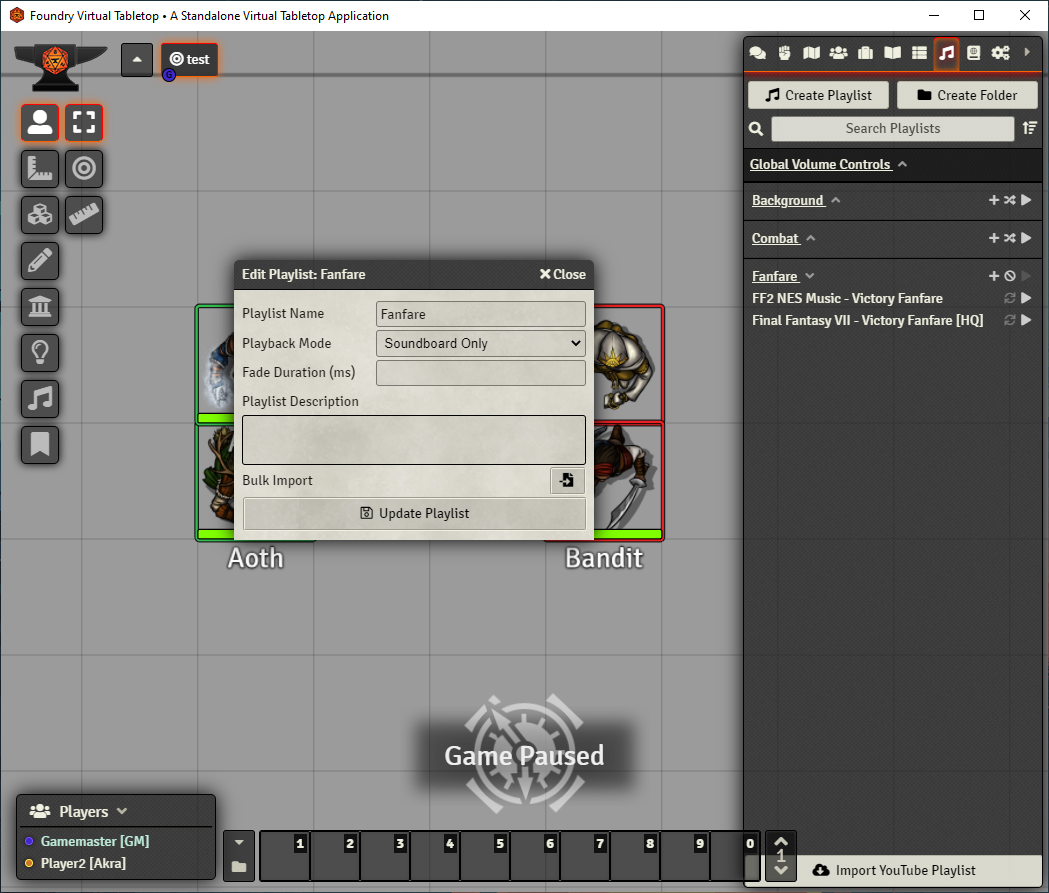 Foundry Virtual Tabletop • A Standalone Virtual Tabletop Application
test
G
Create Playlist
Create Folder
Search Playlists
Global Volume Controls
Background
Combat
Fanfare
FF2 NES Music - Victory Fanfare
Final Fantasy VII - Victory Fanfare [HQ]
Edit Playlist: Fanfare
Close
Playlist Name
Fanfare
Playback Mode
Soundboard Only
Fade Duration (ms)
Playlist Description
Bulk Import
Update Playlist
Aoth
Bandit
Game Paused
Players
Gamemaster [GM]
Player2 [Akra]
1 2 3 4 5 6 7 8 9 0
1
Import YouTube Playlist